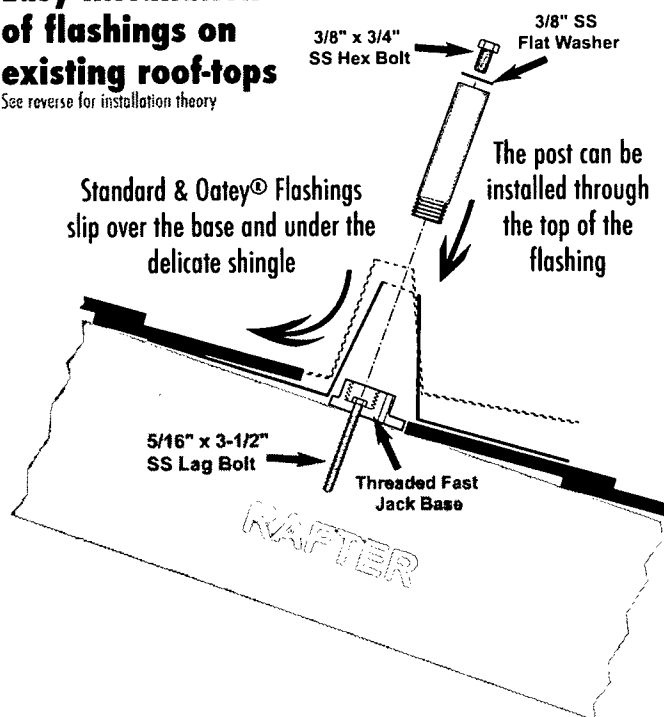 of flashings on
existing roof-tops
See reverse for installation theory
3/8" x 3/4"
SS Hex Bolt
3/8" SS
Flat Washer
The post can be
installed through
the top of the
flashing
Standard & Oatey® Flashings
slip over the base and under the
delicate shingle
5/16" x 3-1/2"
SS Lag Bolt
Threaded Fast
Jack Base
RAFTER